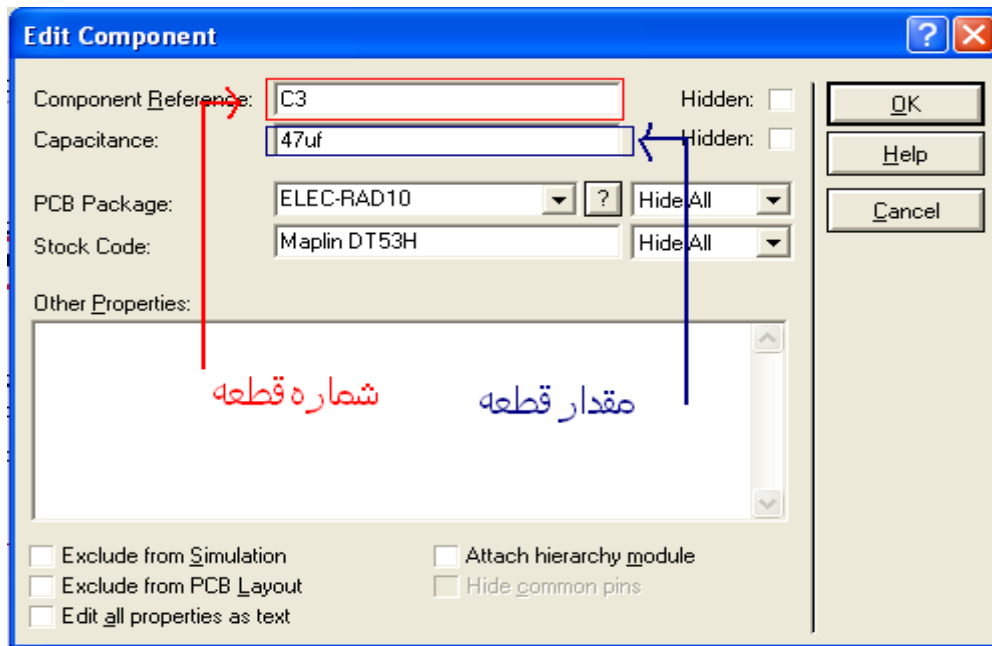 Edit Component
Component Reference: C3 Hidden:
Capacitance: 47uf Hidden:
PCB Package: ELEC-RAD10 ? Hide All
Stock Code: Maplin DT53H Hide All
Other Properties:
شماره قطعه
مقدار قطعه
Exclude from Simulation
Attach hierarchy module
Exclude from PCB Layout
Hide common pins
Edit all properties as text
OK
Help
Cancel